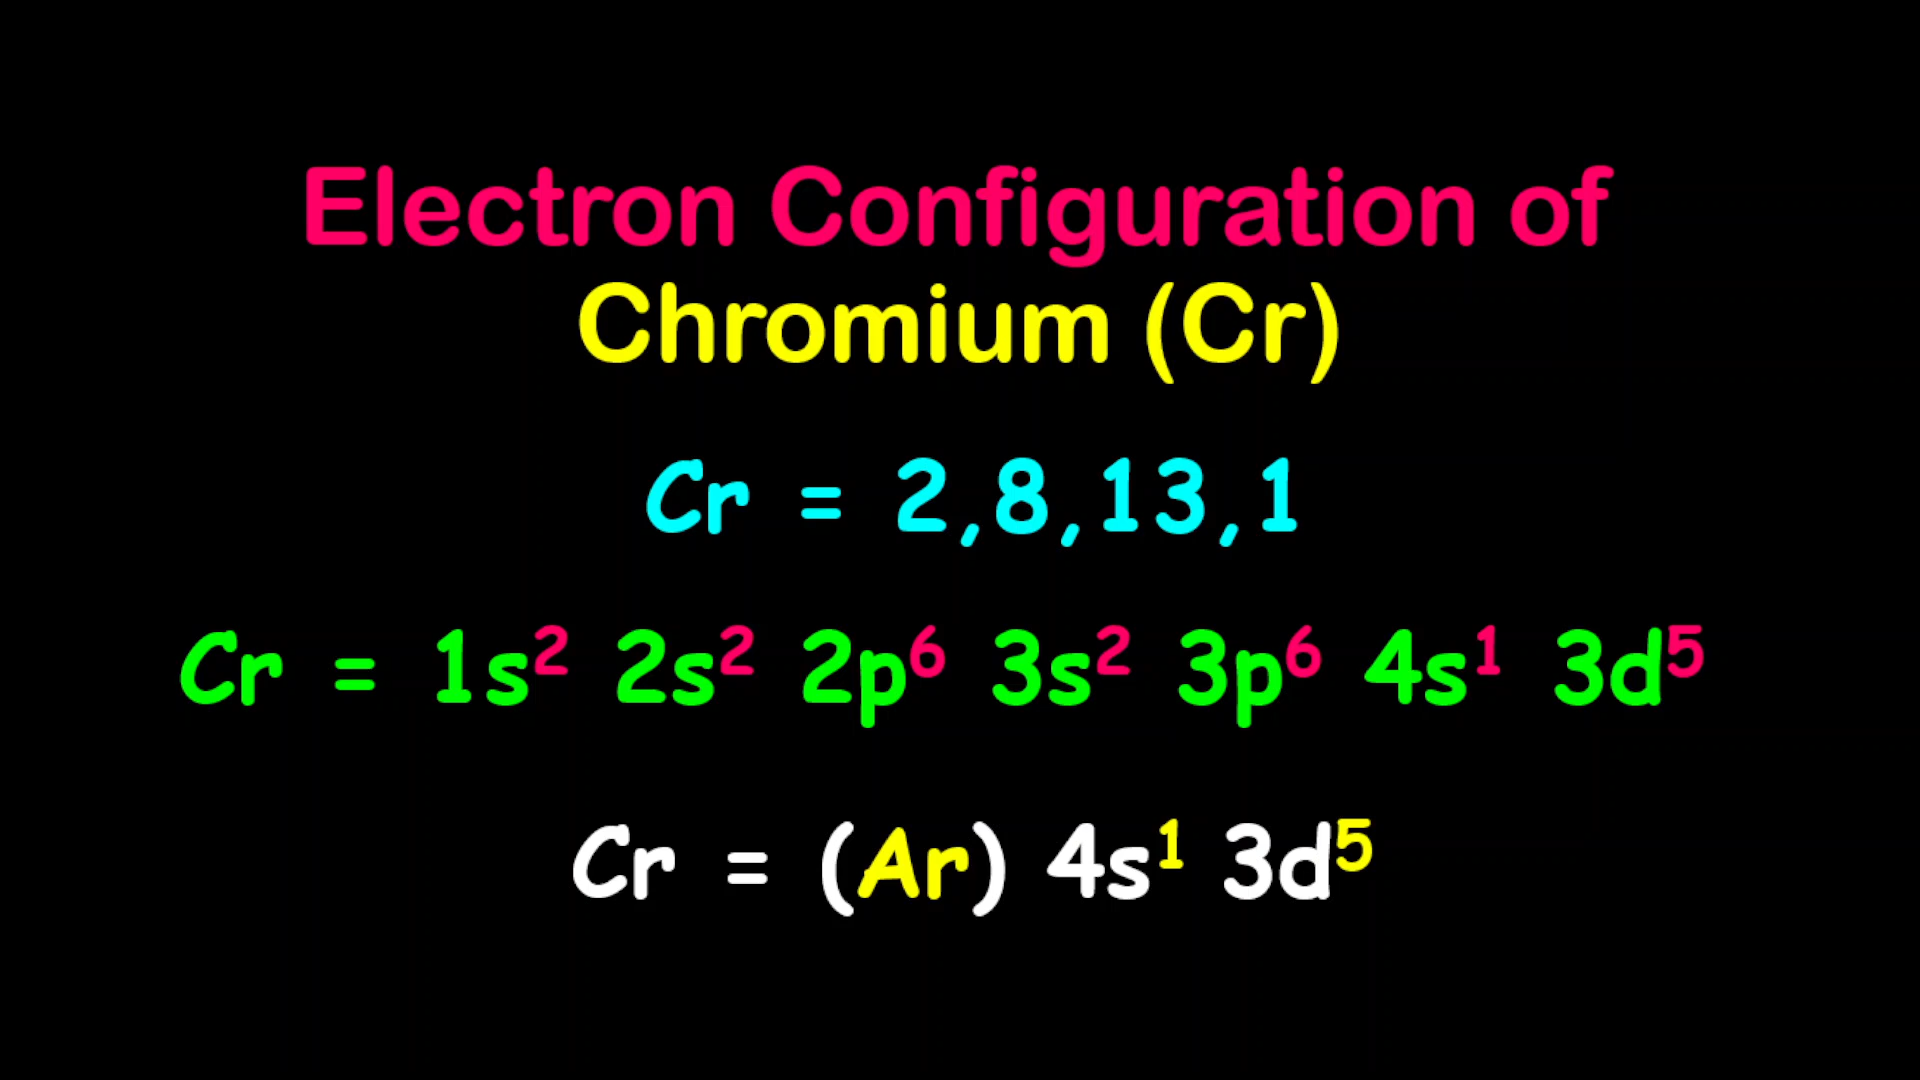 Electron Configuration of
Chromium (Cr)
Cr = 2,8,13,1
Cr = 1s² 2s² 2p⁶ 3s² 3p⁶ 4s¹ 3d⁵
Cr = (Ar) 4s¹ 3d⁵